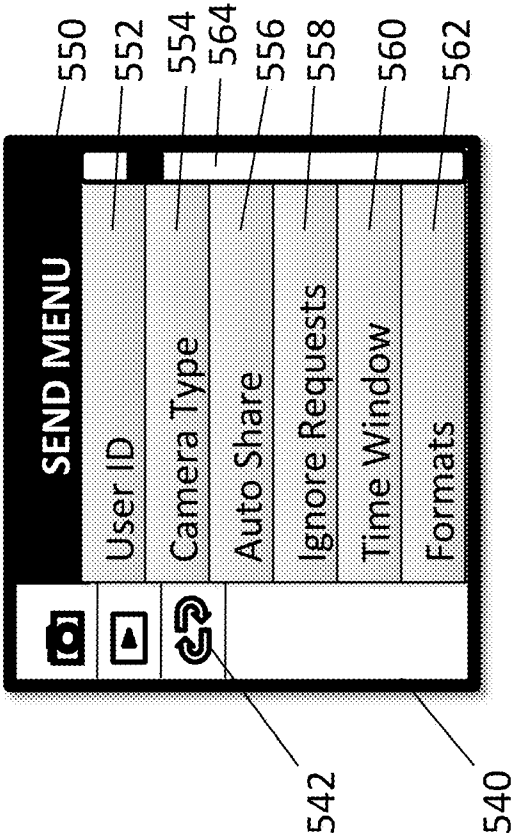 SEND MENU
User ID
Camera Type
Auto Share
Ignore Requests
Time Window
Formats
550
552
554
564
556
558
560
562
542
540